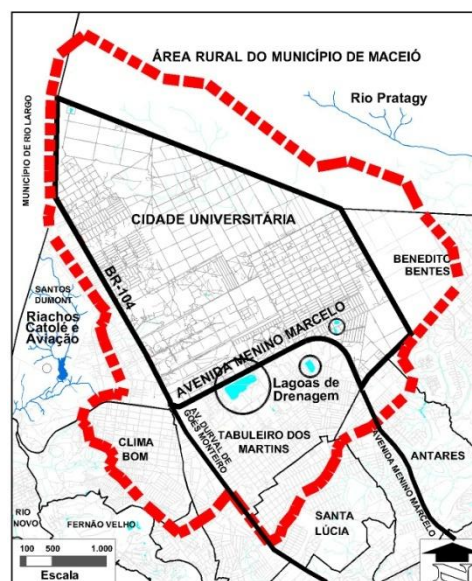 ÁREA RURAL DO MUNICÍPIO DE MACEIÓ
Rio Pratagy
MUNICÍPIO DE RIO LARGO
CIDADE UNIVERSITÁRIA
BENEDITO
BENTES
SANTOS
DUMONT
Riachos
Catolé e
Aviação
BR-104
AVENIDA MENINO MARCELO
Lagoas de
Drenagem
AV. DURVAL DE
GÓES MONTEIRO
TABULEIRO DOS
MARTINS
CLIMA
BOM
AVENIDA MENINO MARCELO
ANTARES
SANTA
LÚCIA
RIO
NOVO
FERNÃO VELHO
100 500 1.000
Escala